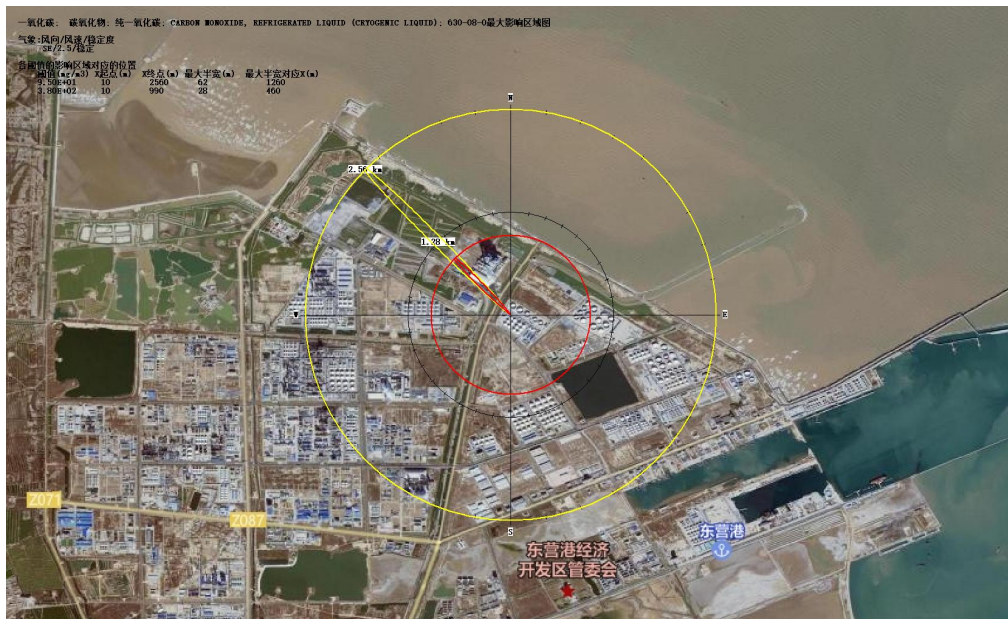 一氧化碳: 碳氧化物; 纯一氧化碳; CARBON MONOXIDE, REFRIGERATED LIQUID (CRYOGENIC LIQUID); 630-08-0最大影响区域图
气象:风向/风速/稳定度
SE/2.5/稳定
各阈值的影响区域对应的位置
阈值(mg/m3) X起点(m) X终点(m) 最大半宽(m) 最大半宽对应X(m)
9.50E+01 10 2560 62 1260
3.80E+02 10 990 28 460
N
2.56 km
1.28 km
W
E
Z071
Z087
S
东营港
东营港经济
开发区管委会